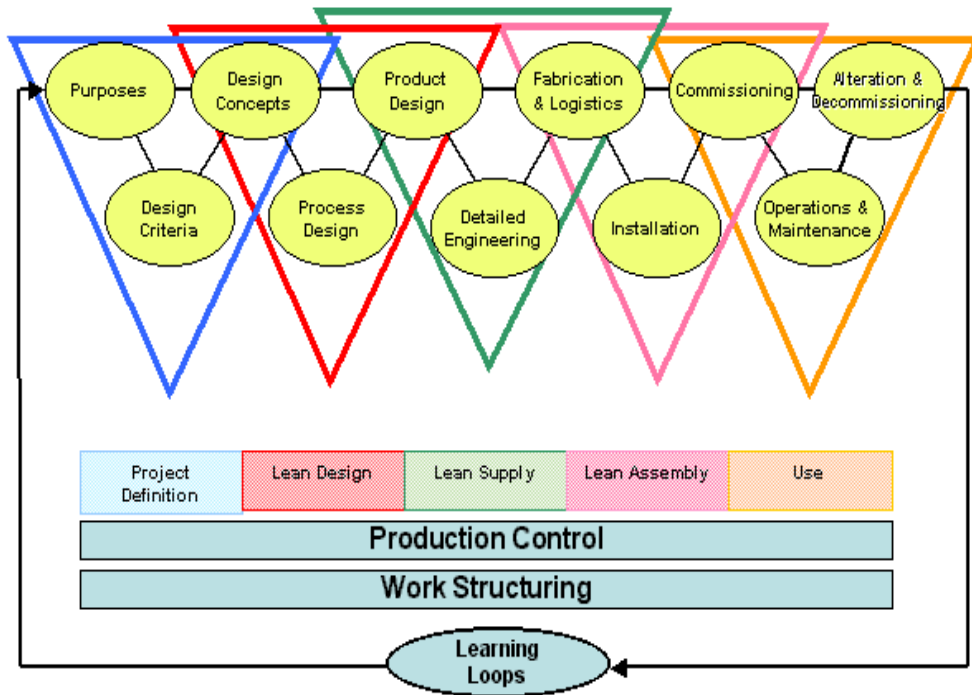 Purposes
Design
Concepts
Product
Design
Fabrication
& Logistics
Commissioning
Alteration &
Decommissioning
Design
Criteria
Process
Design
Detailed
Engineering
Installation
Operations &
Maintenance
Project
Definition
Lean Design
Lean Supply
Lean Assembly
Use
Production Control
Work Structuring
Learning
Loops